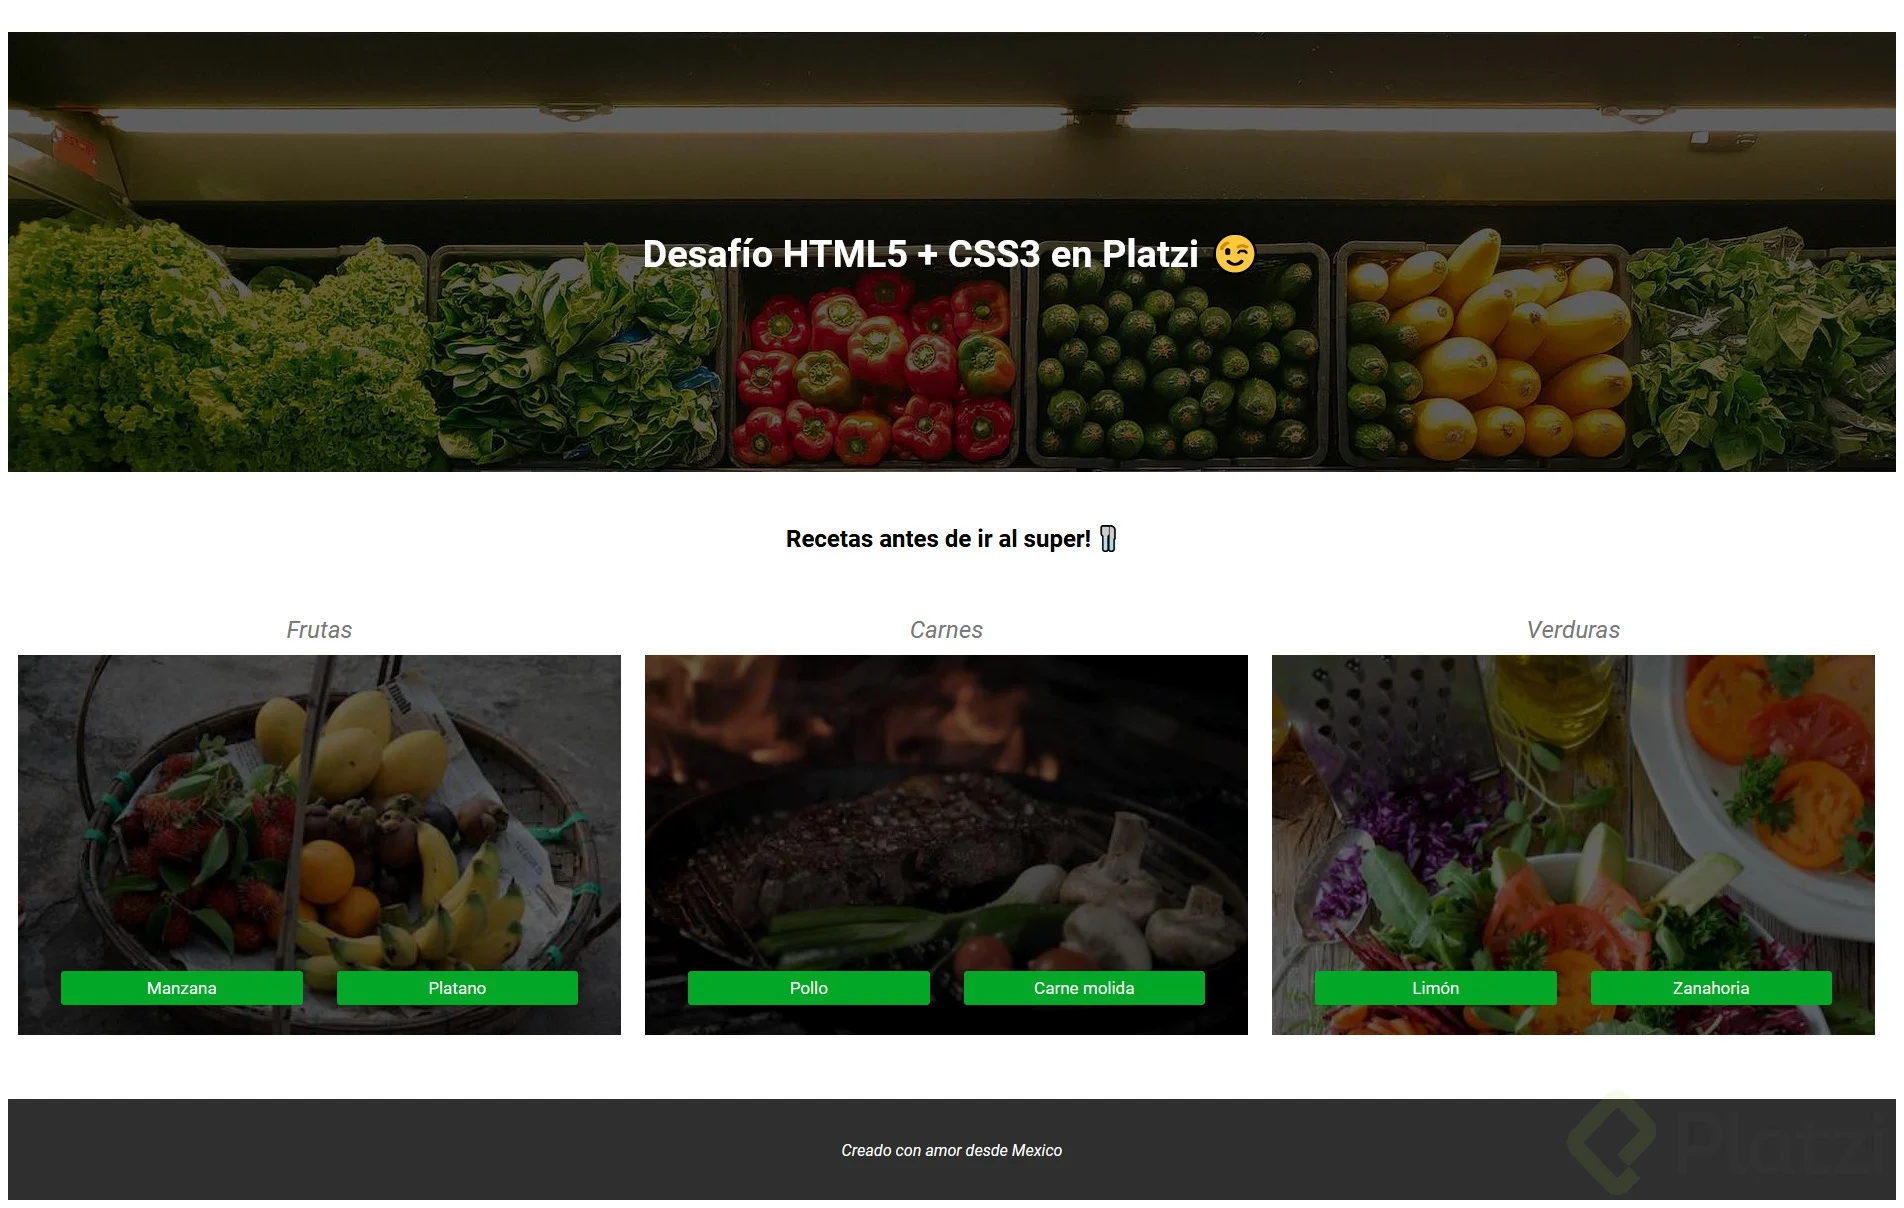 Desafío HTML5 + CSS3 en Platzi 😉
Recetas antes de ir al super! 🍴
Frutas
Carnes
Verduras
Manzana
Platano
Pollo
Carne molida
Limón
Zanahoria
Creado con amor desde Mexico
Platzi